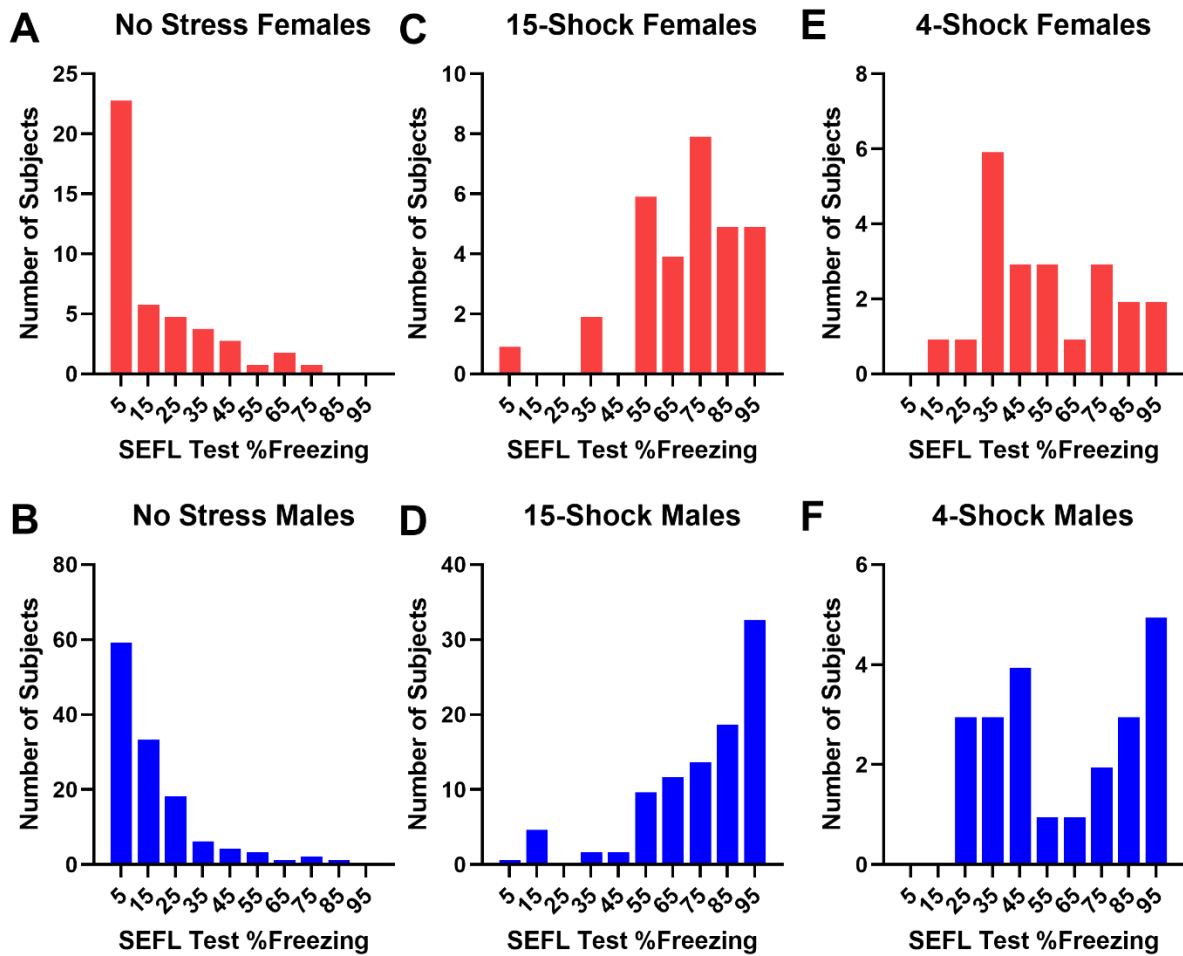 A No Stress Females
25
20
15
10
5
0
Number of Subjects
5 15 25 35 45 55 65 75 85 95
SEFL Test %Freezing
C 15-Shock Females
10
8
6
4
2
0
Number of Subjects
5 15 25 35 45 55 65 75 85 95
SEFL Test %Freezing
E 4-Shock Females
8
6
4
2
0
Number of Subjects
5 15 25 35 45 55 65 75 85 95
SEFL Test %Freezing
B No Stress Males
80
60
40
20
0
Number of Subjects
5 15 25 35 45 55 65 75 85 95
SEFL Test %Freezing
D 15-Shock Males
40
30
20
10
0
Number of Subjects
5 15 25 35 45 55 65 75 85 95
SEFL Test %Freezing
F 4-Shock Males
6
4
2
0
Number of Subjects
5 15 25 35 45 55 65 75 85 95
SEFL Test %Freezing